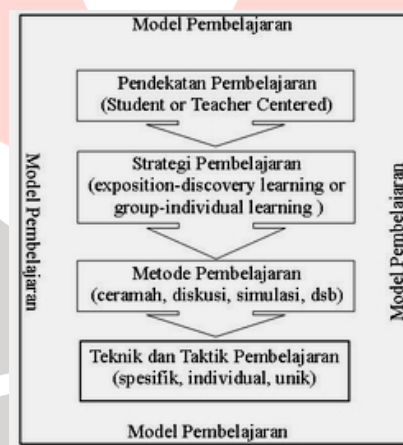 Model Pembelajaran
Pendekatan Pembelajaran
(Student or Teacher Centered)
Model Pembelajaran
Strategi Pembelajaran
(exposition-discovery learning or
group-individual learning )
Model Pembelajaran
Metode Pembelajaran
(ceramah, diskusi, simulasi, dsb)
Teknik dan Taktik Pembelajaran
(spesifik, individual, unik)
Model Pembelajaran